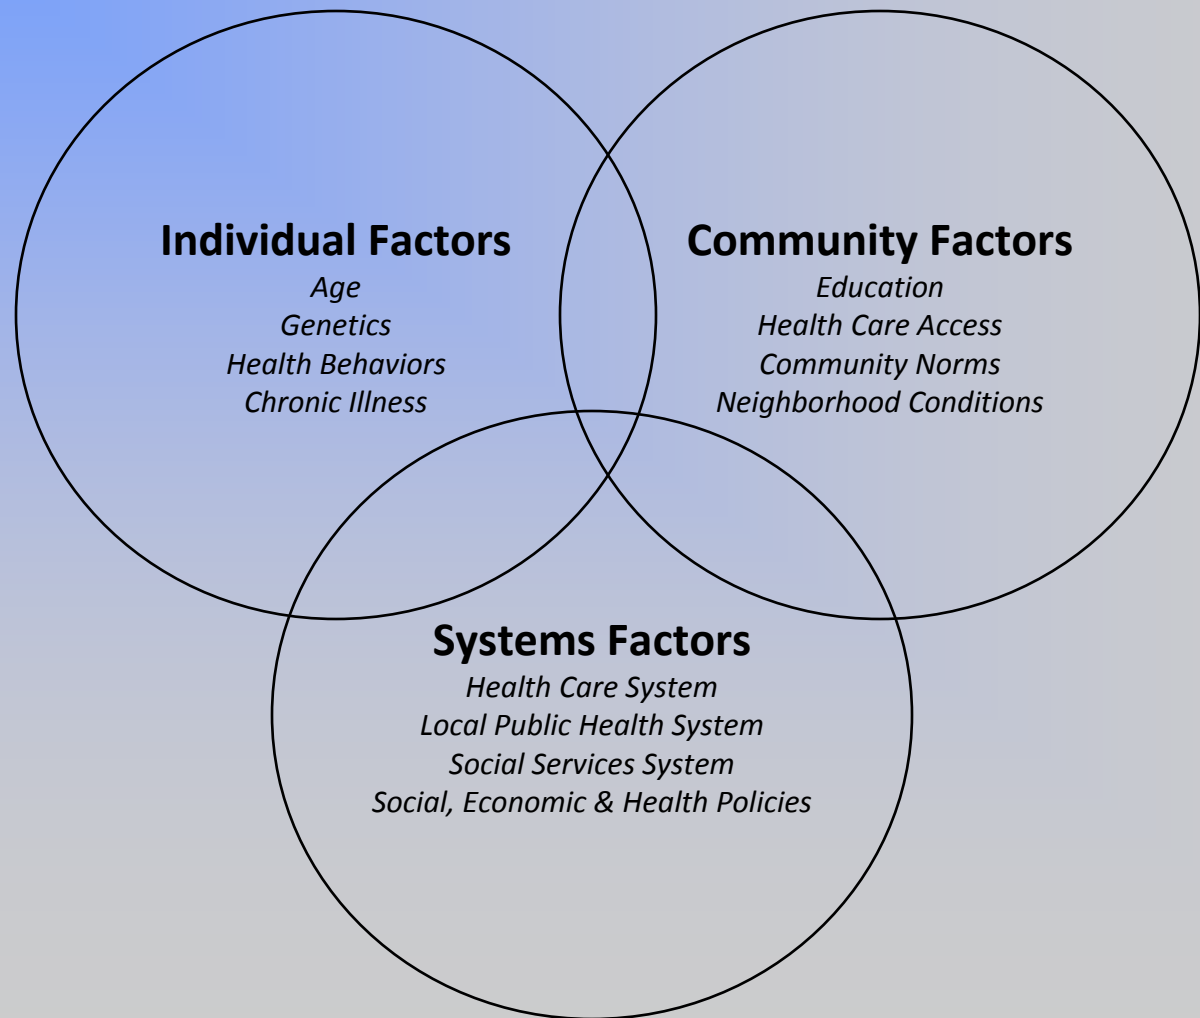 Individual Factors
Age
Genetics
Health Behaviors
Chronic Illness
Community Factors
Education
Health Care Access
Community Norms
Neighborhood Conditions
Systems Factors
Health Care System
Local Public Health System
Social Services System
Social, Economic & Health Policies